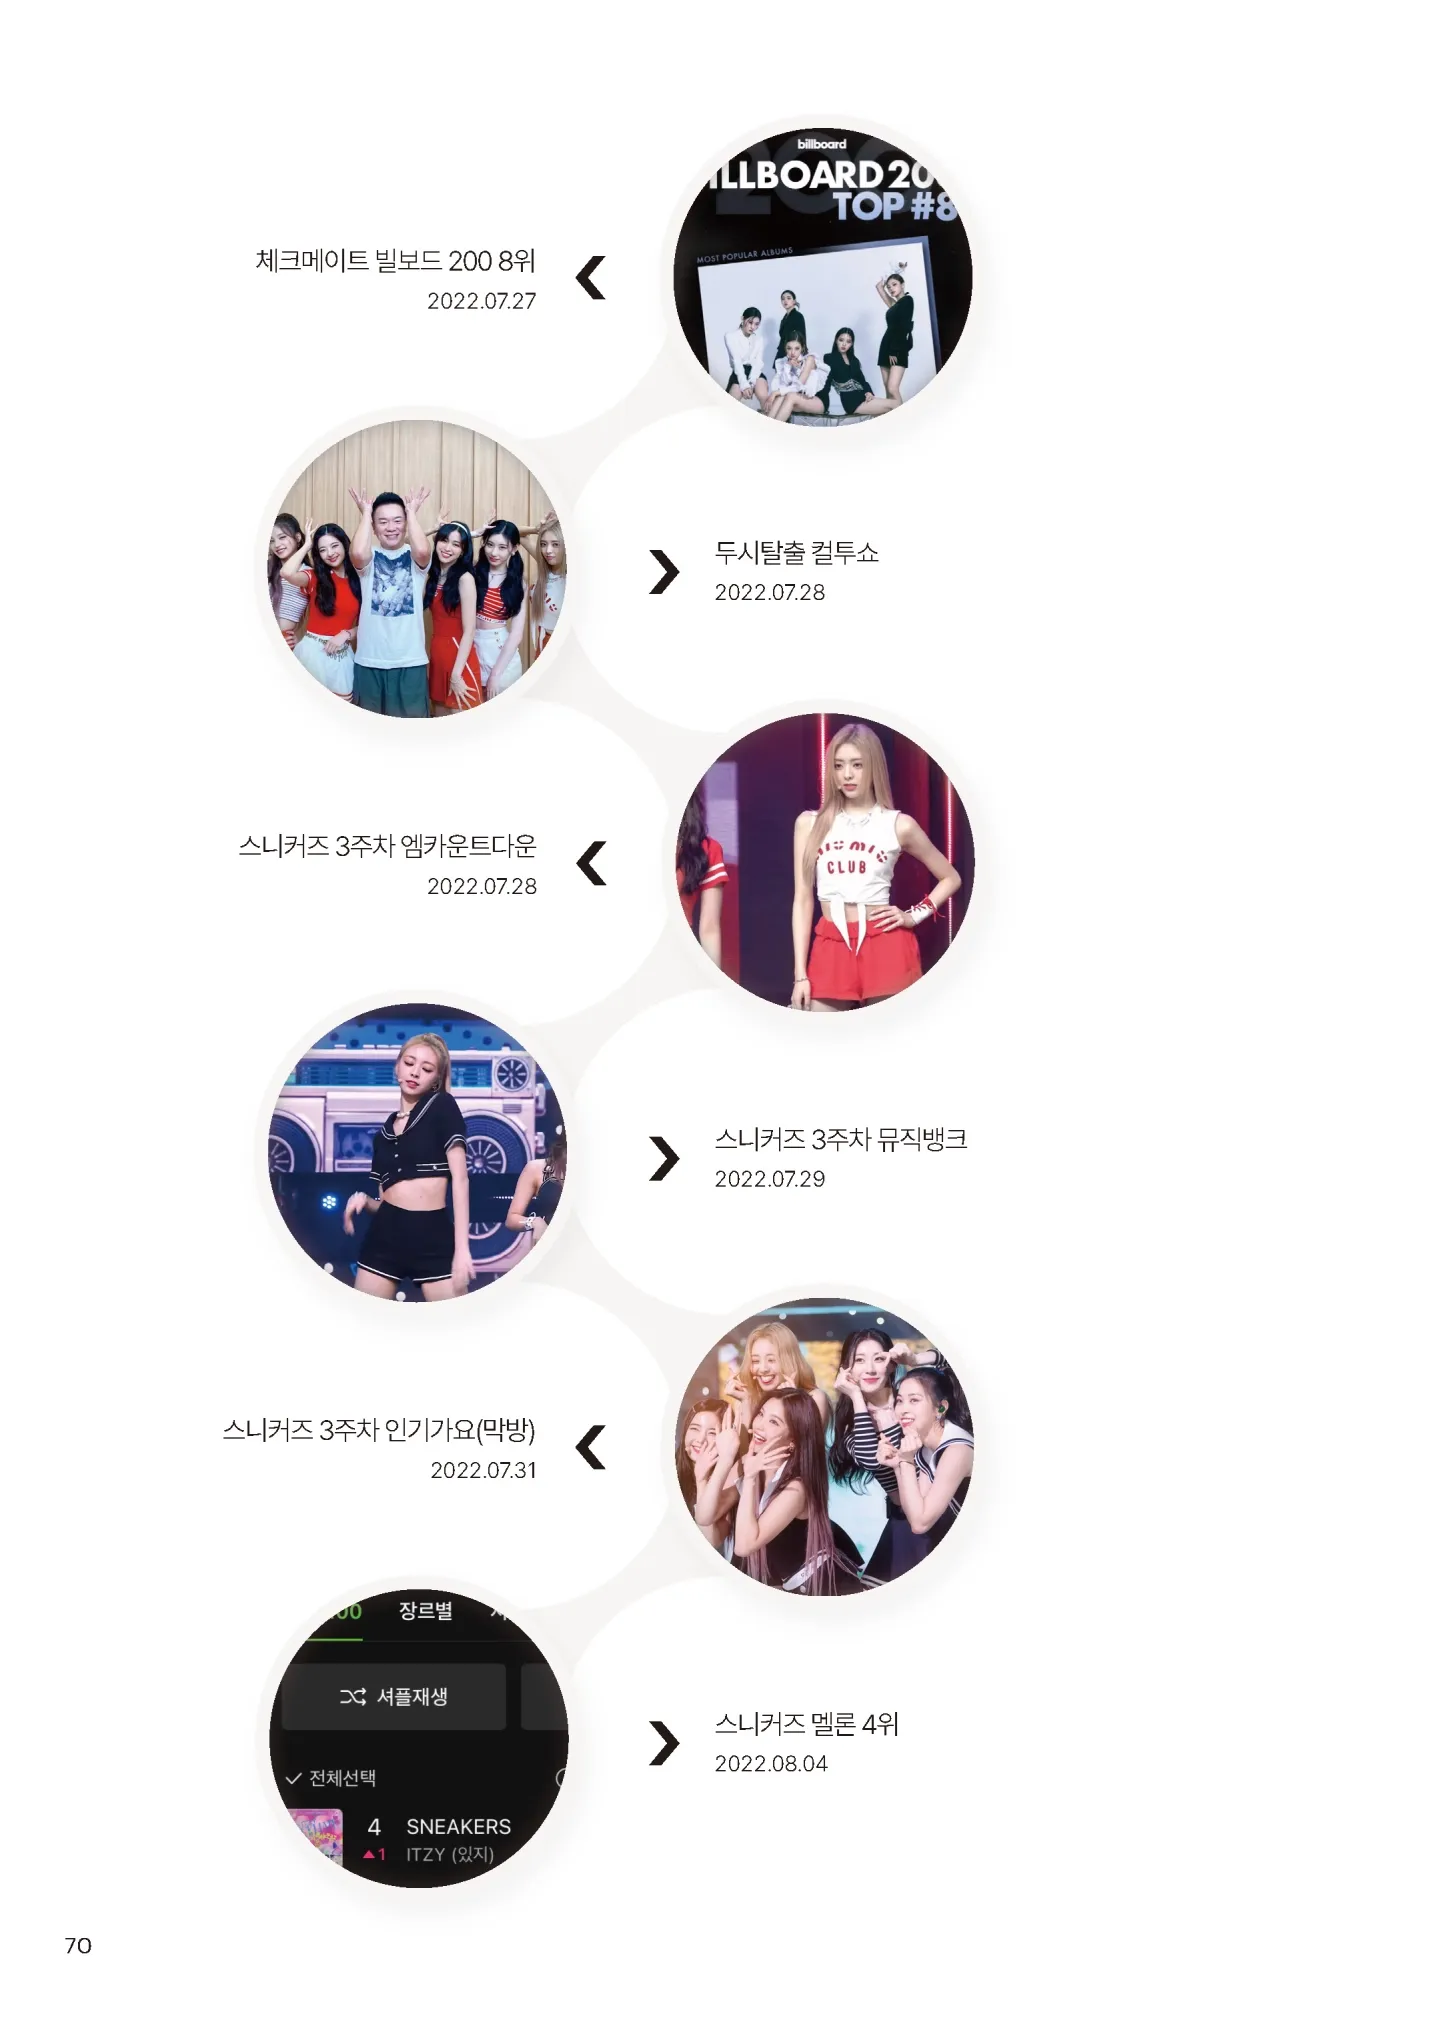 billboard
TOP #8
MOST POPULAR ALBUMS
체크메이트 빌보드 200 8위
2022.07.27
두시탈출 컬투쇼
2022.07.28
CLUB
스니커즈 3주차 엠카운트다운
2022.07.28
스니커즈 3주차 뮤직뱅크
2022.07.29
스니커즈 3주차 인기가요(막방)
2022.07.31
장르별
셔플재생
전체선택
4 SNEAKERS
▲1 ITZY (있지)
스니커즈 멜론 4위
2022.08.04
70